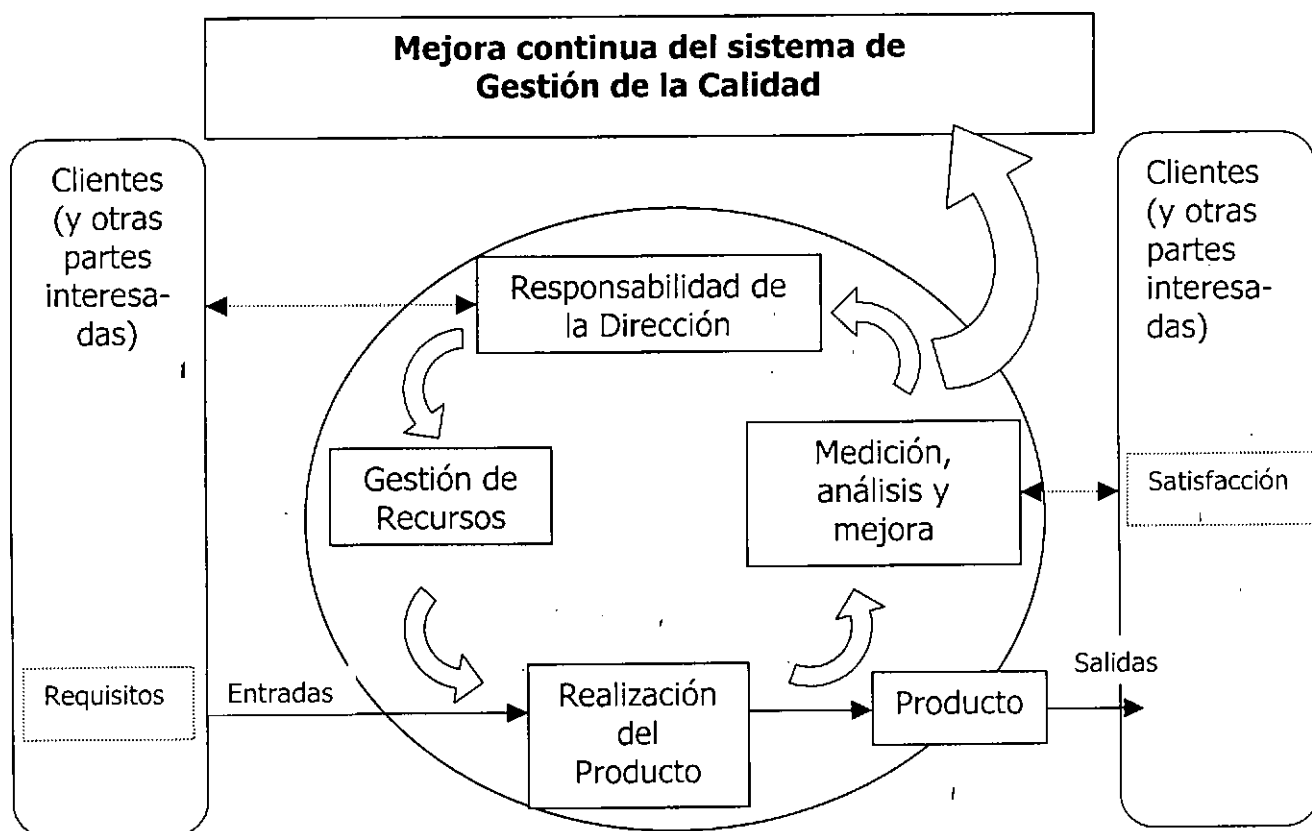 Mejora continua del sistema de
Gestión de la Calidad
Clientes
(y otras
partes
interesa-
das)
Clientes
(y otras
partes
interesa-
das)
Responsabilidad de
la Dirección
Gestión de
Recursos
Medición,
análisis y
mejora
Satisfacción
Requisitos
Entradas
Realización
del
Producto
Producto
Salidas